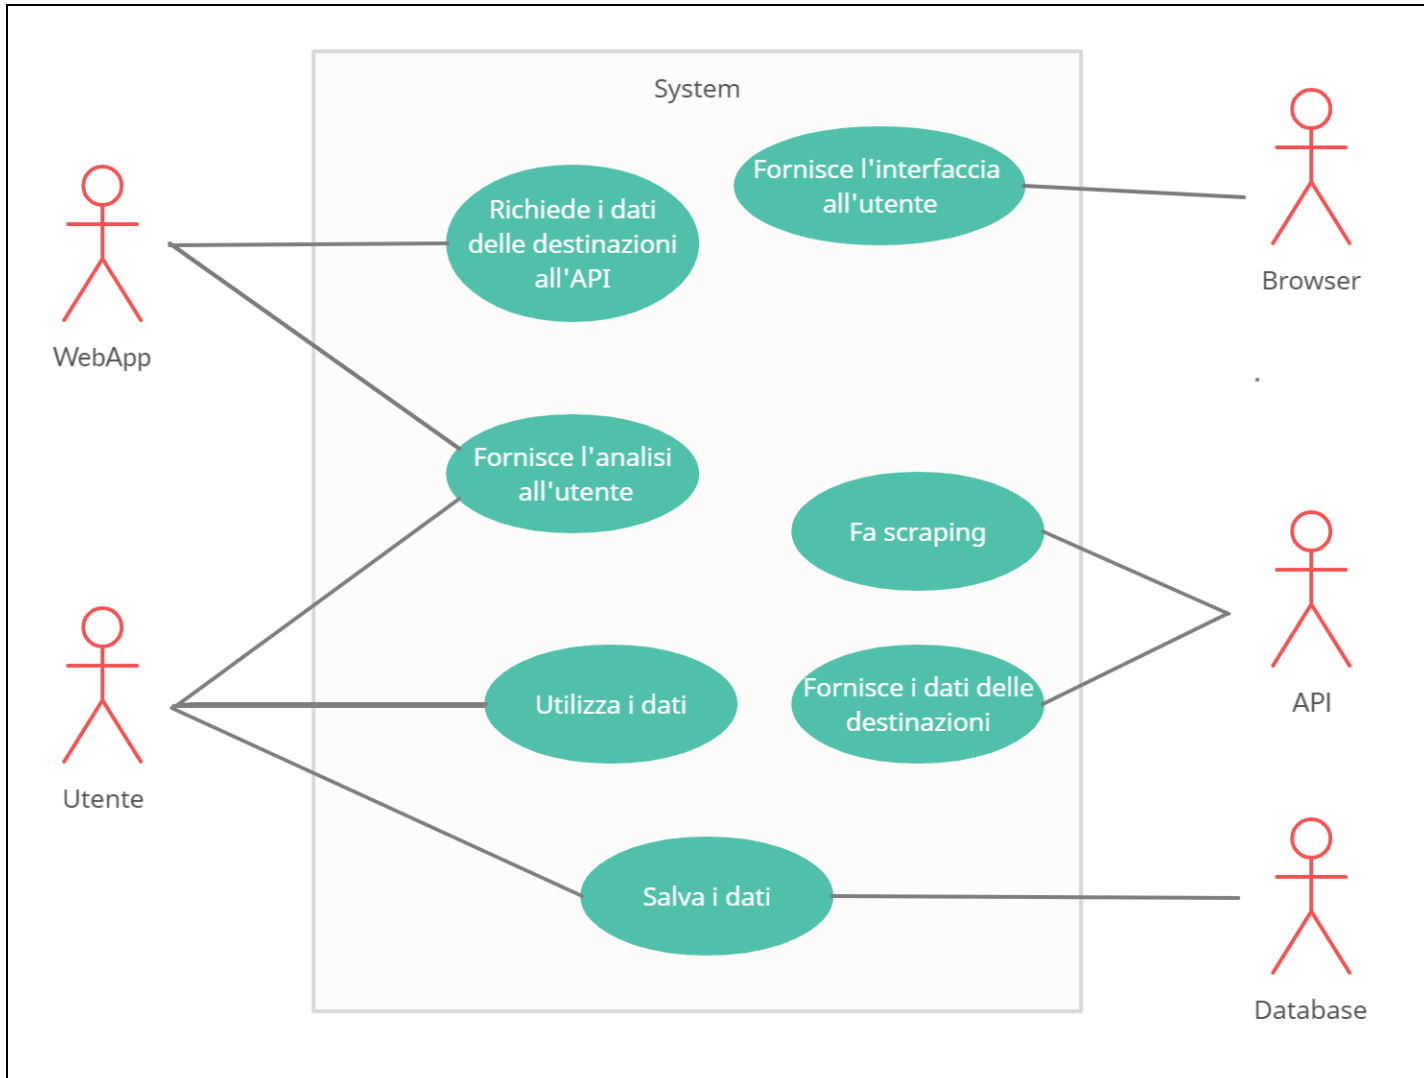 System
Fornisce l'interfaccia
all'utente
Richiede i dati
delle destinazioni
all'API
Browser
WebApp
Fornisce l'analisi
all'utente
Fa scraping
Utilizza i dati
Fornisce i dati delle
destinazioni
API
Utente
Salva i dati
Database